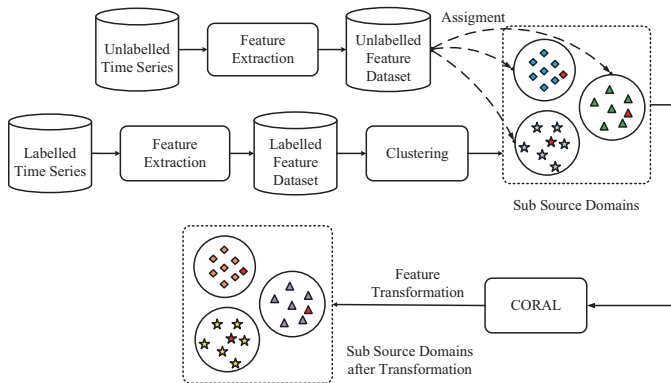 Assigment
Unlabelled
Time Series
Feature
Extraction
Unlabelled
Feature
Dataset
Labelled
Time Series
Feature
Extraction
Labelled
Feature
Dataset
Clustering
Sub Source Domains
Feature
Transformation
CORAL
Sub Source Domains
after Transformation